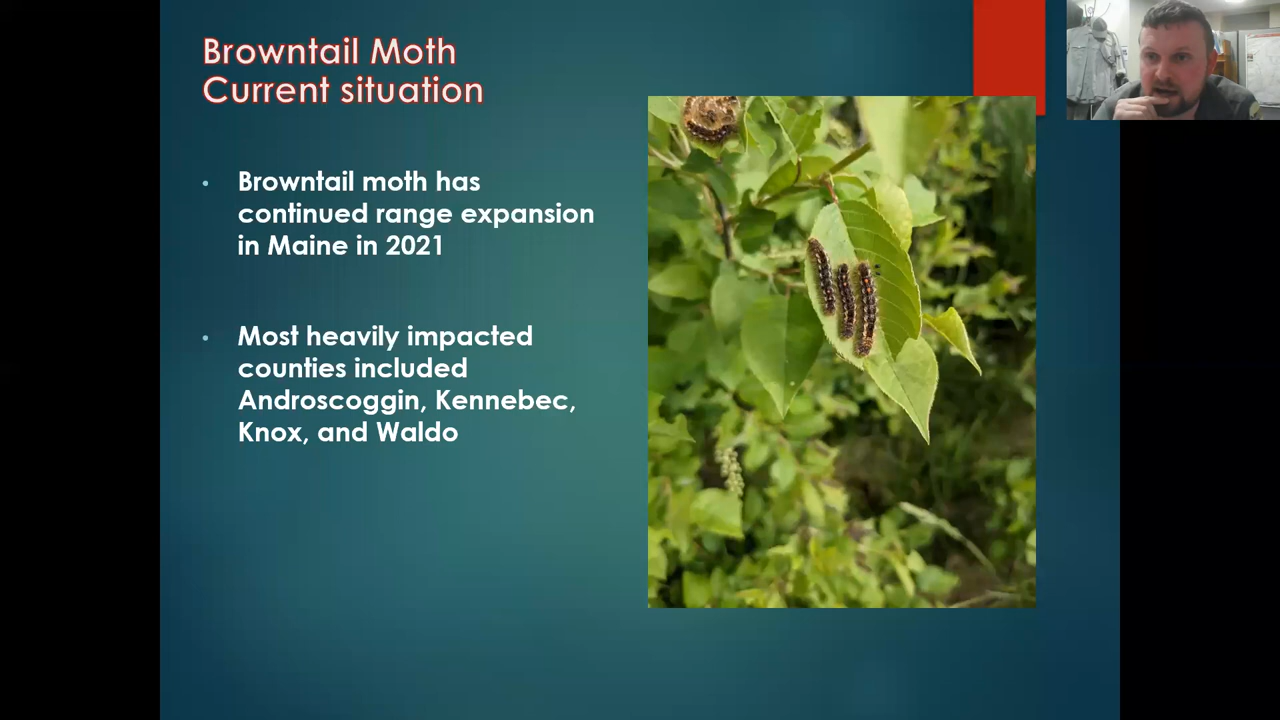 Browntail Moth
Current situation
• Browntail moth has
continued range expansion
in Maine in 2021
• Most heavily impacted
counties included
Androscoggin, Kennebec,
Knox, and Waldo